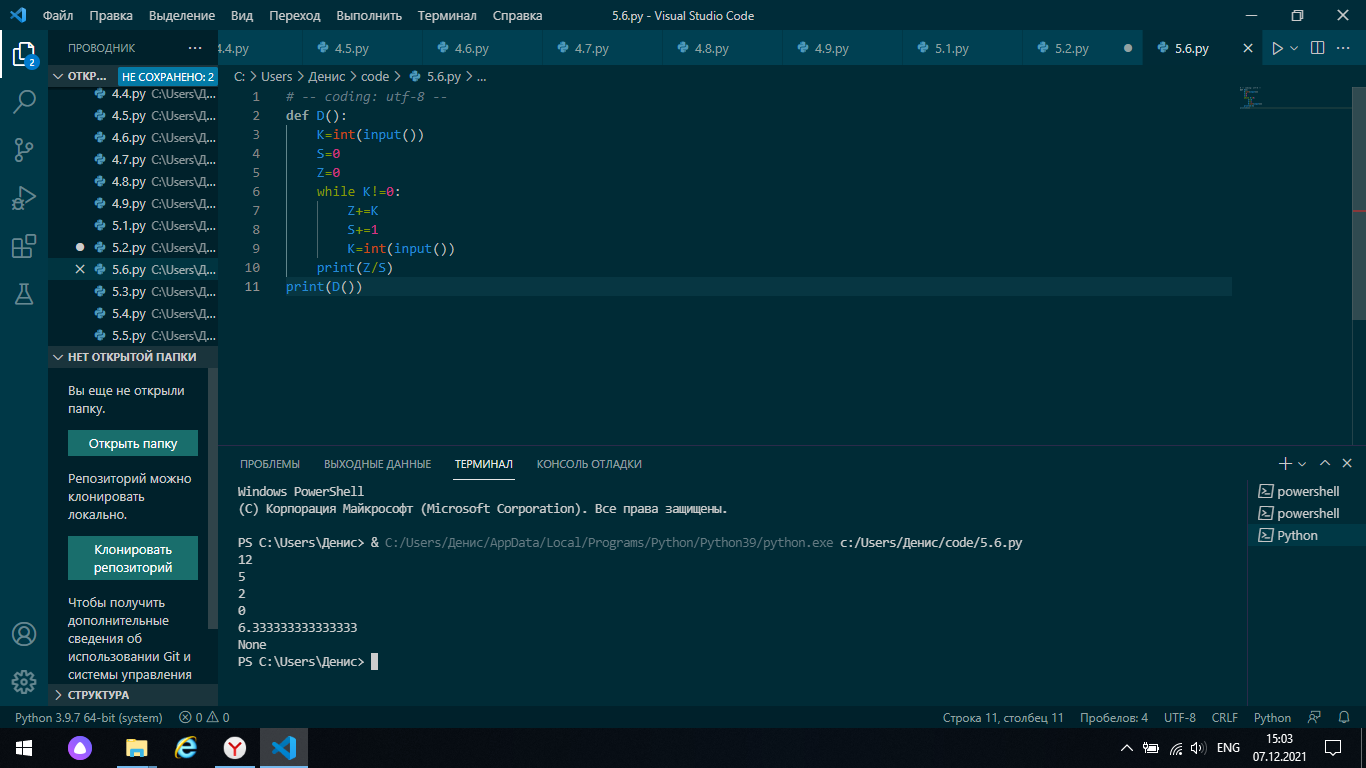 Файл Правка Выделение Вид Переход Выполнить Терминал Справка 5.6.py - Visual Studio Code
ПРОВОДНИК ... 4.4.py 4.5.py 4.6.py 4.7.py 4.8.py 4.9.py 5.1.py 5.2.py 5.6.py
2
ОТКР... НЕ СОХРАНЕНО: 2
4.4.py C:\Users\Д...
4.5.py C:\Users\Д...
4.6.py C:\Users\Д...
4.7.py C:\Users\Д...
4.8.py C:\Users\Д...
4.9.py C:\Users\Д...
5.1.py C:\Users\Д...
5.2.py C:\Users\Д...
5.6.py C:\Users\Д...
5.3.py C:\Users\Д...
5.4.py C:\Users\Д...
5.5.py C:\Users\Д...
НЕТ ОТКРЫТОЙ ПАПКИ
Вы еще не открыли
папку.
Открыть папку
Репозиторий можно
клонировать
локально.
Клонировать
репозиторий
Чтобы получить
дополнительные
сведения об
использовании Git и
системы управления
СТРУКТУРА
C: > Users > Денис > code > 5.6.py > ...
1 # -- coding: utf-8 --
2 def D():
3     K=int(input())
4     S=0
5     Z=0
6     while K!=0:
7         Z+=K
8         S+=1
9         K=int(input())
10     print(Z/S)
11 print(D())
ПРОБЛЕМЫ ВЫХОДНЫЕ ДАННЫЕ ТЕРМИНАЛ КОНСОЛЬ ОТЛАДКИ
Windows PowerShell
(C) Корпорация Майкрософт (Microsoft Corporation). Все права защищены.
PS C:\Users\Денис> & C:/Users/Денис/AppData/Local/Programs/Python/Python39/python.exe c:/Users/Денис/code/5.6.py
12
5
2
0
6.333333333333333
None
PS C:\Users\Денис>
powershell
powershell
Python
Python 3.9.7 64-bit (system) 0 0 Строка 11, столбец 11 Пробелов: 4 UTF-8 CRLF Python
ENG 15:03
07.12.2021